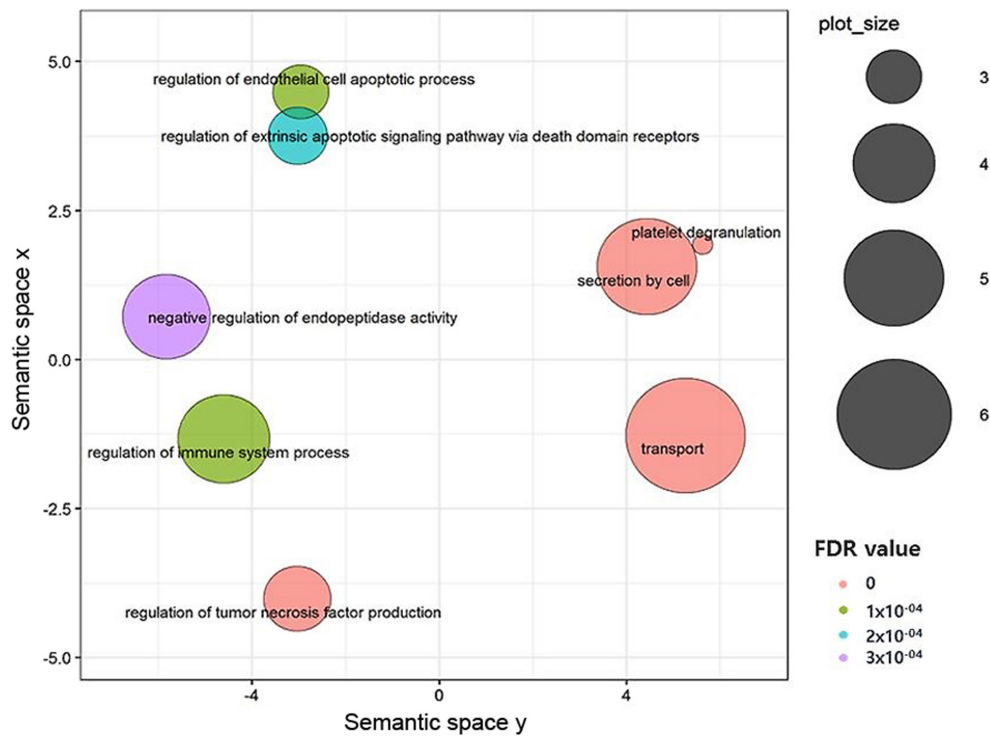 plot_size
3
4
5
6
FDR value
0
1x10⁻⁰⁴
2x10⁻⁰⁴
3x10⁻⁰⁴
Semantic space x
5.0
2.5
0.0
-2.5
-5.0
regulation of endothelial cell apoptotic process
regulation of extrinsic apoptotic signaling pathway via death domain receptors
platelet degranulation
secretion by cell
negative regulation of endopeptidase activity
transport
regulation of immune system process
regulation of tumor necrosis factor production
-4
0
4
Semantic space y